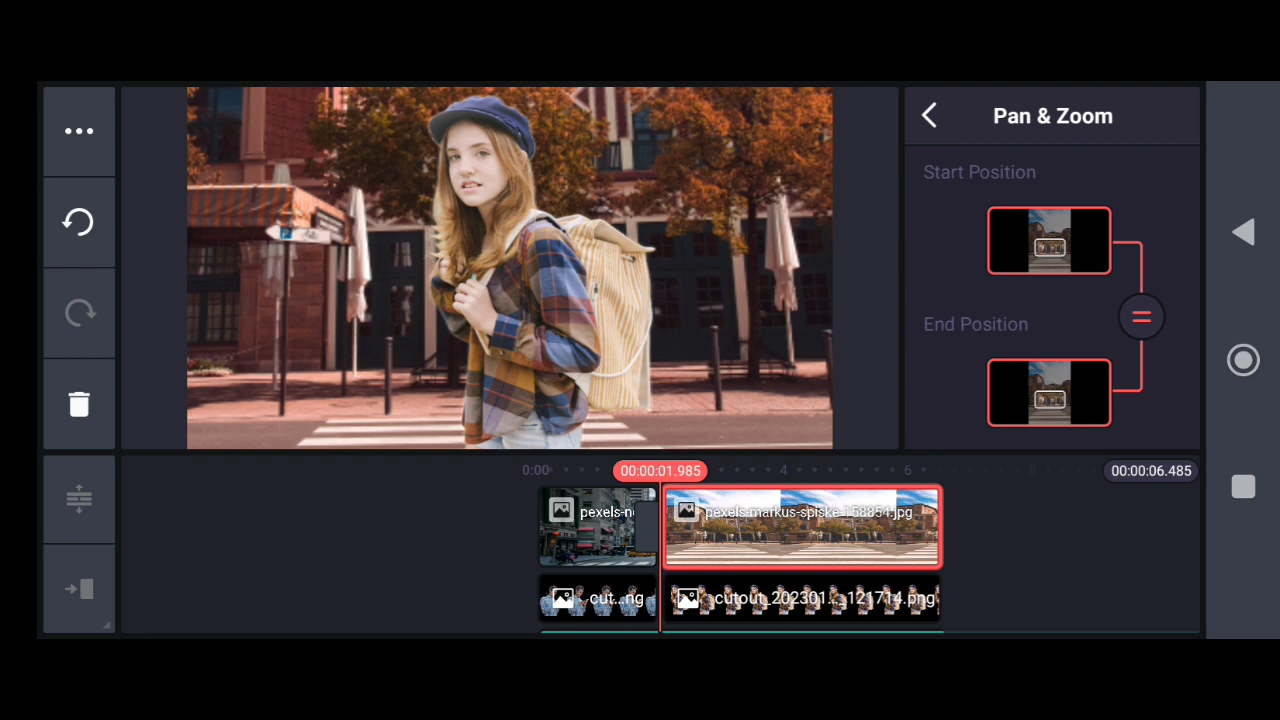 Pan & Zoom
Start Position
End Position
0:00
00:00:01.985
4
6
00:00:06.485
pexels-n
pexels-markus-spiske-158854.jpg
cut...ng
cutout_202301...121714.png